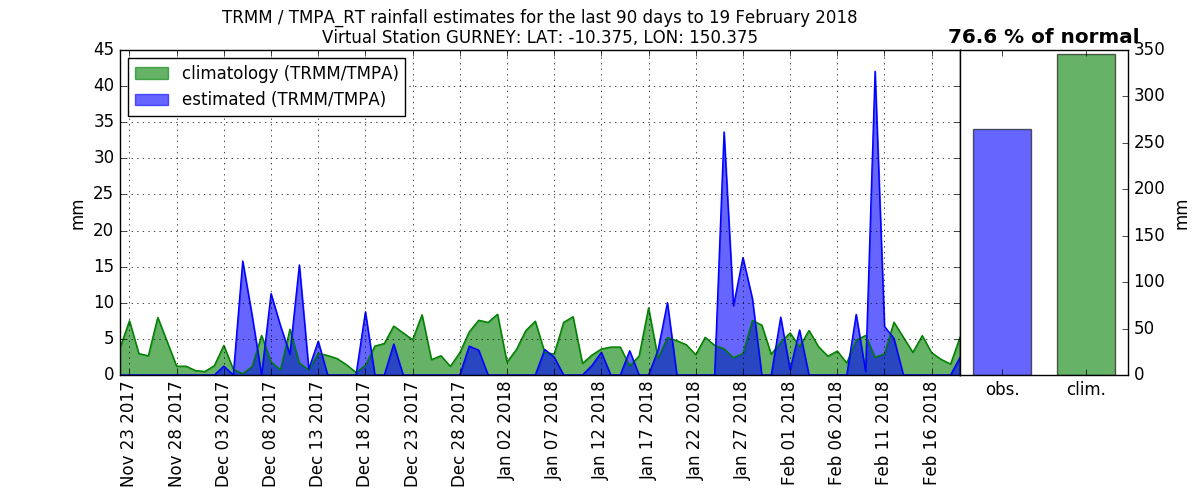 TRMM / TMPA_RT rainfall estimates for the last 90 days to 19 February 2018
Virtual Station GURNEY: LAT: -10.375, LON: 150.375
76.6 % of normal
climatology (TRMM/TMPA)
estimated (TRMM/TMPA)
45
40
35
30
25
20
15
10
5
0
mm
Nov 23 2017
Nov 28 2017
Dec 03 2017
Dec 08 2017
Dec 13 2017
Dec 18 2017
Dec 23 2017
Dec 28 2017
Jan 02 2018
Jan 07 2018
Jan 12 2018
Jan 17 2018
Jan 22 2018
Jan 27 2018
Feb 01 2018
Feb 06 2018
Feb 11 2018
Feb 16 2018
350
300
250
200
150
100
50
0
mm
obs.
clim.